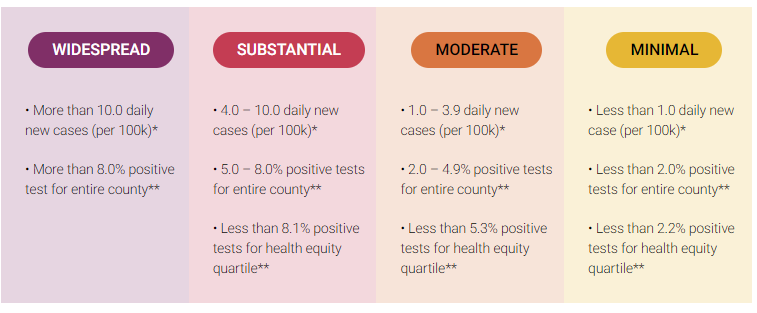 WIDESPREAD
• More than 10.0 daily
new cases (per 100k)*
• More than 8.0% positive
test for entire county**
SUBSTANTIAL
• 4.0 – 10.0 daily new
cases (per 100k)*
• 5.0 – 8.0% positive tests
for entire county**
• Less than 8.1% positive
tests for health equity
quartile**
MODERATE
• 1.0 – 3.9 daily new
cases (per 100k)*
• 2.0 – 4.9% positive tests
for entire county**
• Less than 5.3% positive
tests for health equity
quartile**
MINIMAL
• Less than 1.0 daily new
case (per 100k)*
• Less than 2.0% positive
tests for entire county**
• Less than 2.2% positive
tests for health equity
quartile**